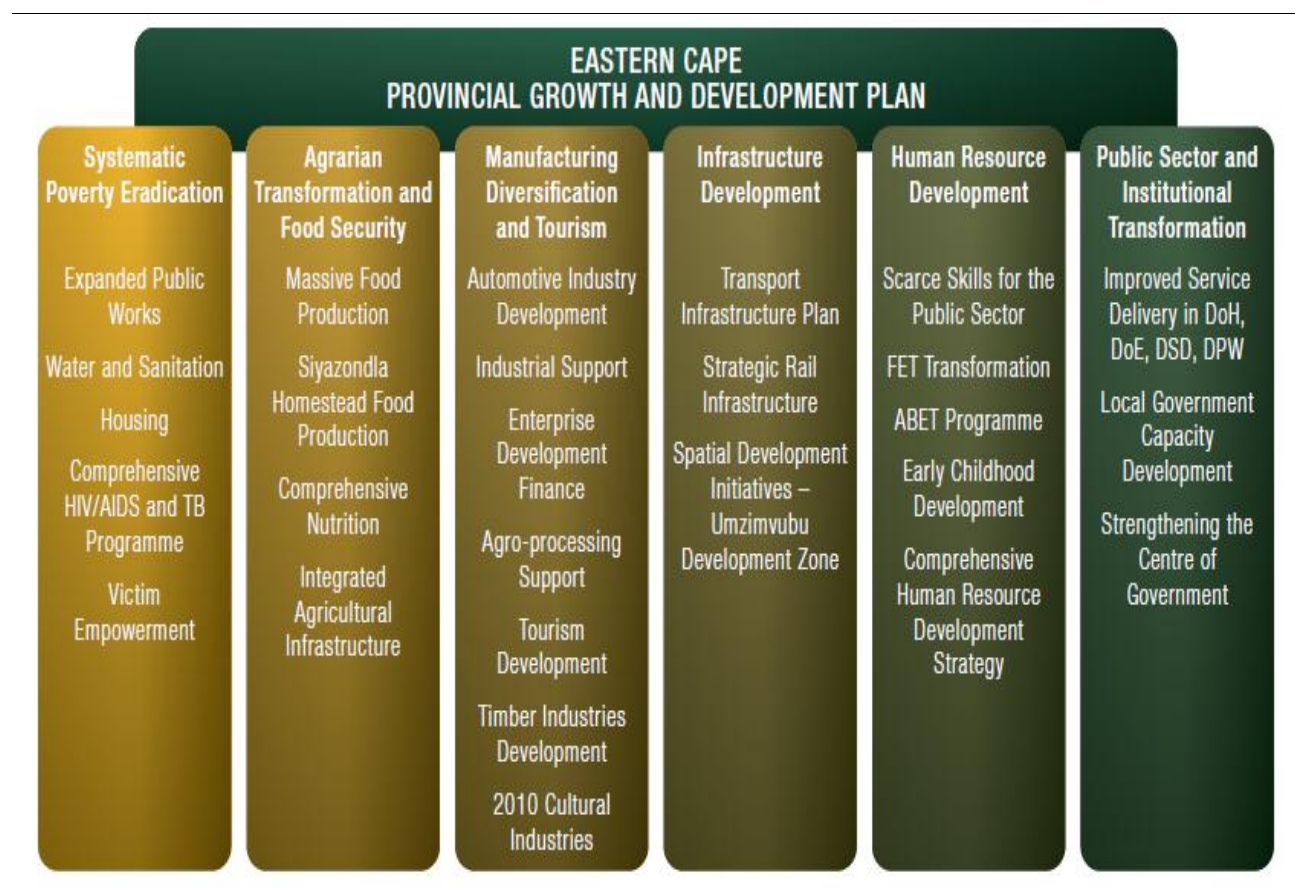 EASTERN CAPE
PROVINCIAL GROWTH AND DEVELOPMENT PLAN
Systematic
Poverty Eradication
Expanded Public
Works
Water and Sanitation
Housing
Comprehensive
HIV/AIDS and TB
Programme
Victim
Empowerment
Agrarian
Transformation and
Food Security
Massive Food
Production
Siyazondla
Homestead Food
Production
Comprehensive
Nutrition
Integrated
Agricultural
Infrastructure
Manufacturing
Diversification
and Tourism
Automotive Industry
Development
Industrial Support
Enterprise
Development
Finance
Agro-processing
Support
Tourism
Development
Timber Industries
Development
2010 Cultural
Industries
Infrastructure
Development
Transport
Infrastructure Plan
Strategic Rail
Infrastructure
Spatial Development
Initiatives –
Umzimvubu
Development Zone
Human Resource
Development
Scarce Skills for the
Public Sector
FET Transformation
ABET Programme
Early Childhood
Development
Comprehensive
Human Resource
Development
Strategy
Public Sector and
Institutional
Transformation
Improved Service
Delivery in DoH,
DoE, DSD, DPW
Local Government
Capacity
Development
Strengthening the
Centre of
Government